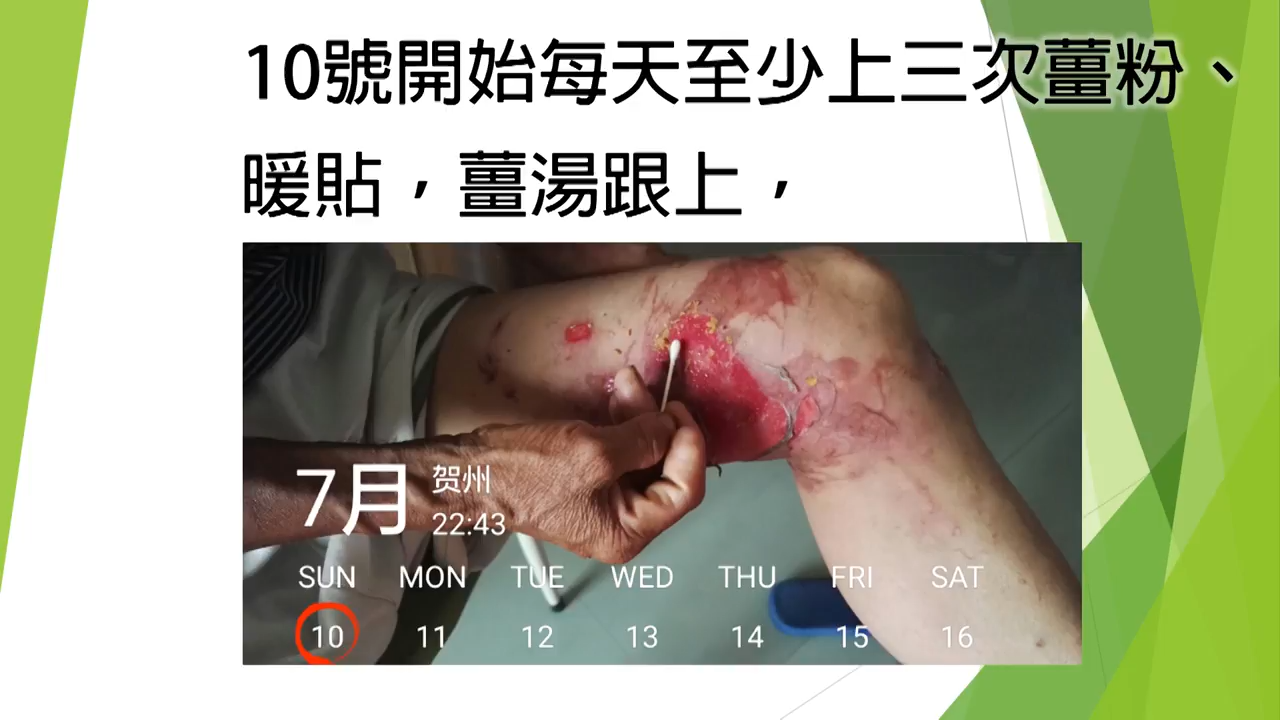 10號開始每天至少上三次薑粉、
暖貼，薑湯跟上，
7月
贺州
22:43
SUN MON TUE WED THU FRI SAT
10 11 12 13 14 15 16